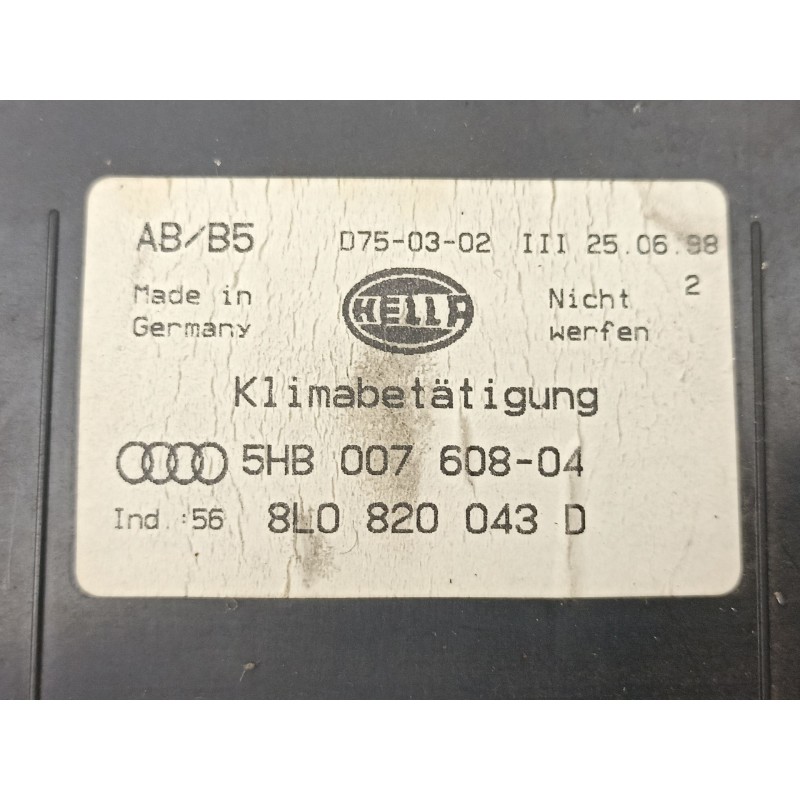 AB/B5 D75-03-02 III 25.06.98
Made in Germany
HELLA
Nicht werfen 2
Klimabetätigung
5HB 007 608-04
Ind.:56 8L0 820 043 D